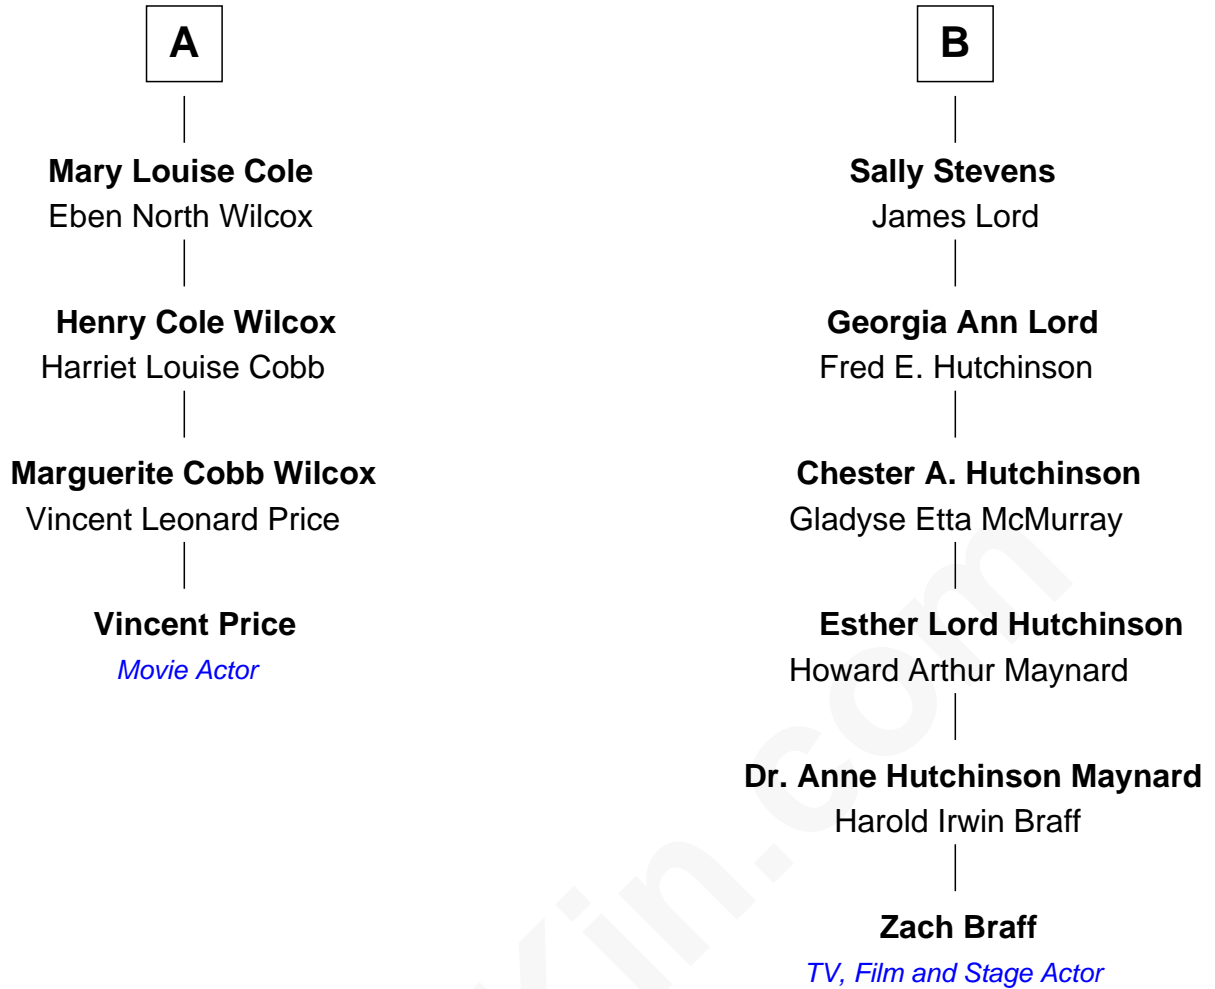 A
Mary Louise Cole
Eben North Wilcox
Henry Cole Wilcox
Harriet Louise Cobb
Marguerite Cobb Wilcox
Vincent Leonard Price
Vincent Price
Movie Actor
B
Sally Stevens
James Lord
Georgia Ann Lord
Fred E. Hutchinson
Chester A. Hutchinson
Gladyse Etta McMurray
Esther Lord Hutchinson
Howard Arthur Maynard
Dr. Anne Hutchinson Maynard
Harold Irwin Braff
Zach Braff
TV, Film and Stage Actor
Kin.com